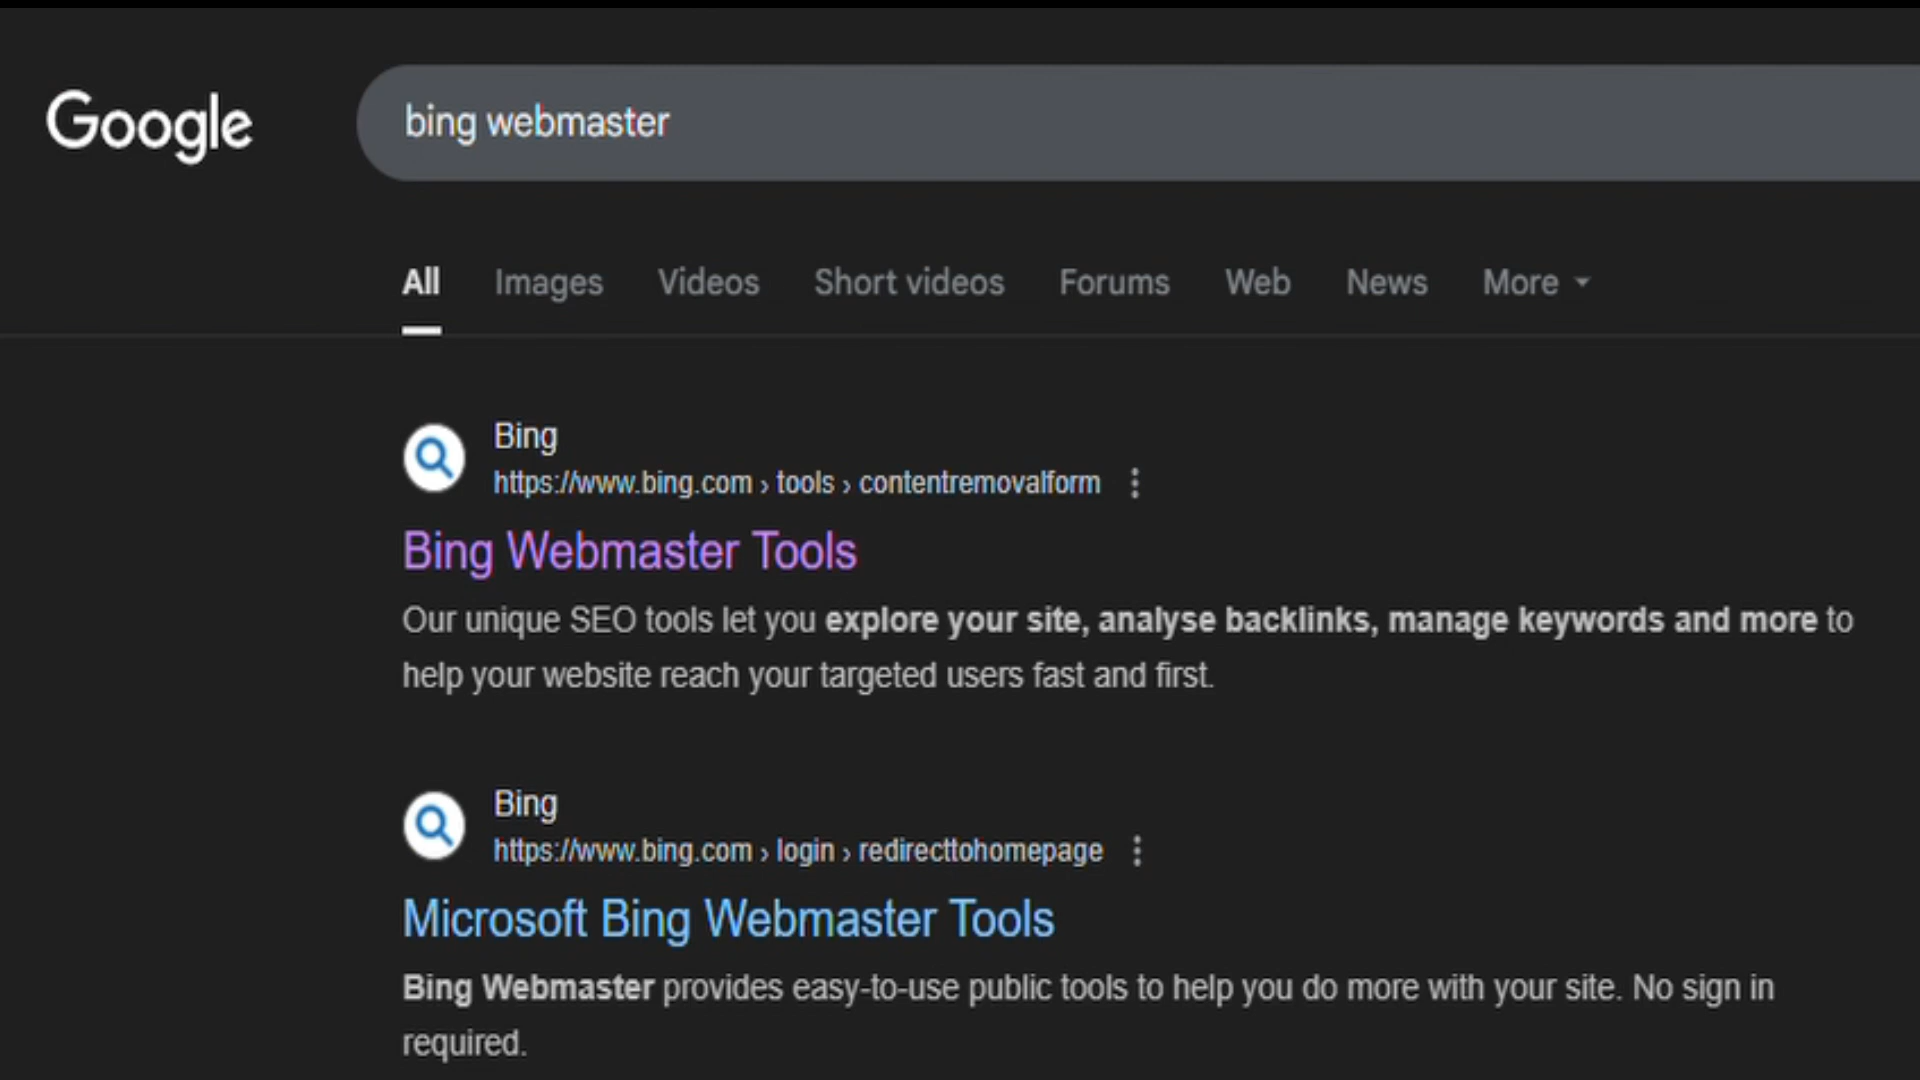 Google
bing webmaster
All Images Videos Short videos Forums Web News More
Bing
https://www.bing.com › tools › contentremovalform
Bing Webmaster Tools
Our unique SEO tools let you explore your site, analyse backlinks, manage keywords and more to
help your website reach your targeted users fast and first.
Bing
https://www.bing.com › login › redirecttohomepage
Microsoft Bing Webmaster Tools
Bing Webmaster provides easy-to-use public tools to help you do more with your site. No sign in
required.